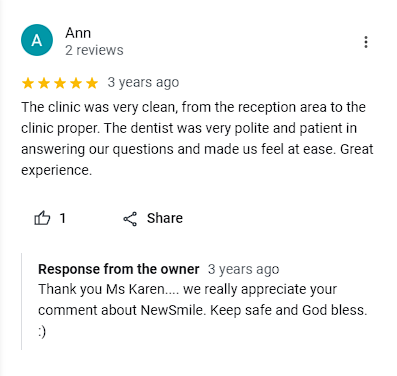 A
Ann
2 reviews
3 years ago
The clinic was very clean, from the reception area to the
clinic proper. The dentist was very polite and patient in
answering our questions and made us feel at ease. Great
experience.
1
Share
Response from the owner 3 years ago
Thank you Ms Karen.... we really appreciate your
comment about NewSmile. Keep safe and God bless.
:)